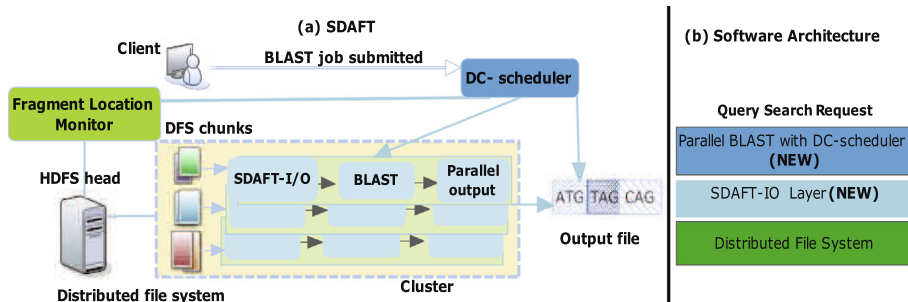 (a) SDAFT
Client
BLAST job submitted
DC- scheduler
Fragment Location
Monitor
DFS chunks
HDFS head
SDAFT-I/O
BLAST
Parallel
output
ATG TAG CAG
Output file
Cluster
Distributed file system
(b) Software Architecture
Query Search Request
Parallel BLAST with DC-scheduler
(NEW)
SDAFT-IO Layer(NEW)
Distributed File System